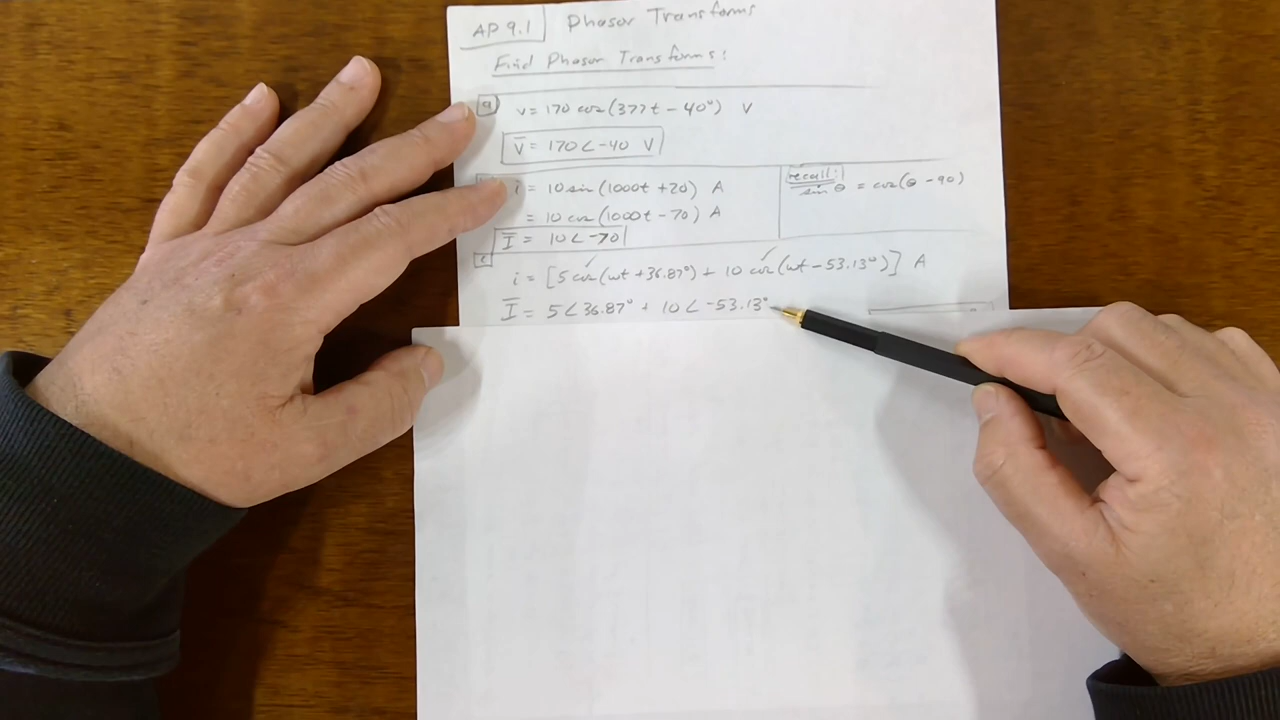 AP 9.1 Phasor Transforms
Find Phasor Transforms:
a v = 170 cos(377t - 40°) V
V̅ = 170∠-40 V
i = 10 sin(1000t +20) A
= 10 cos(1000t - 70) A
I̅ = 10∠-70
recall:
sin θ = cos(θ - 90)
c
i = [5 cos(ωt +36.87°) + 10 cos(ωt - 53.13°)] A
I̅ = 5∠36.87° + 10∠-53.13°